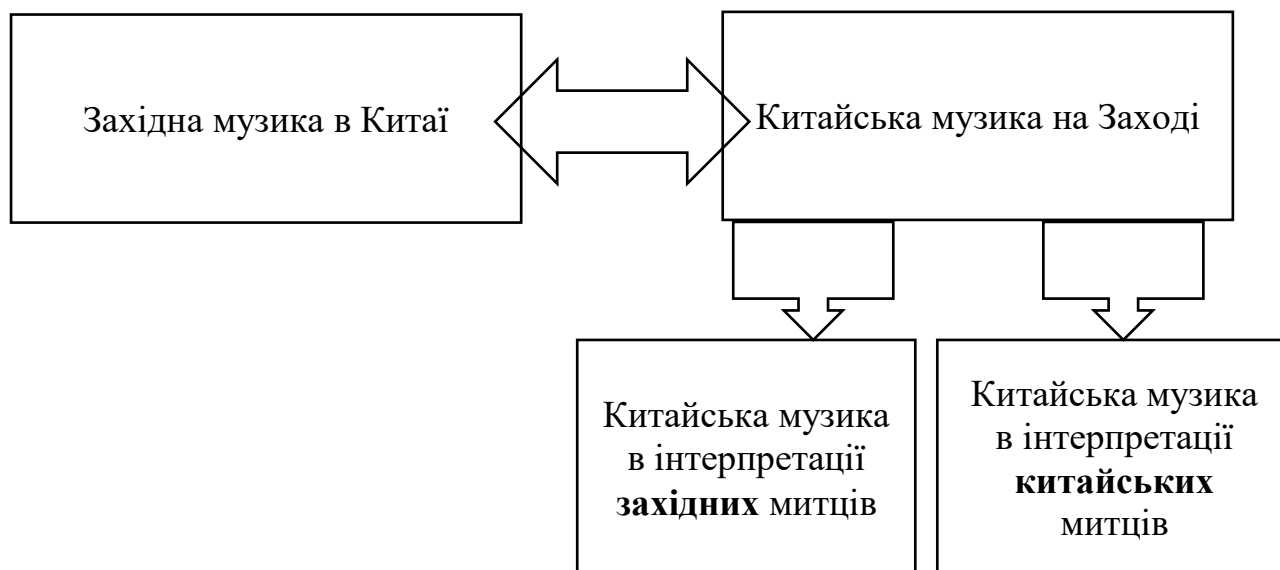 Західна музика в Китаї
Китайська музика на Заході
Китайська музика
в інтерпретації
західних митців
Китайська музика
в інтерпретації
китайських
митців